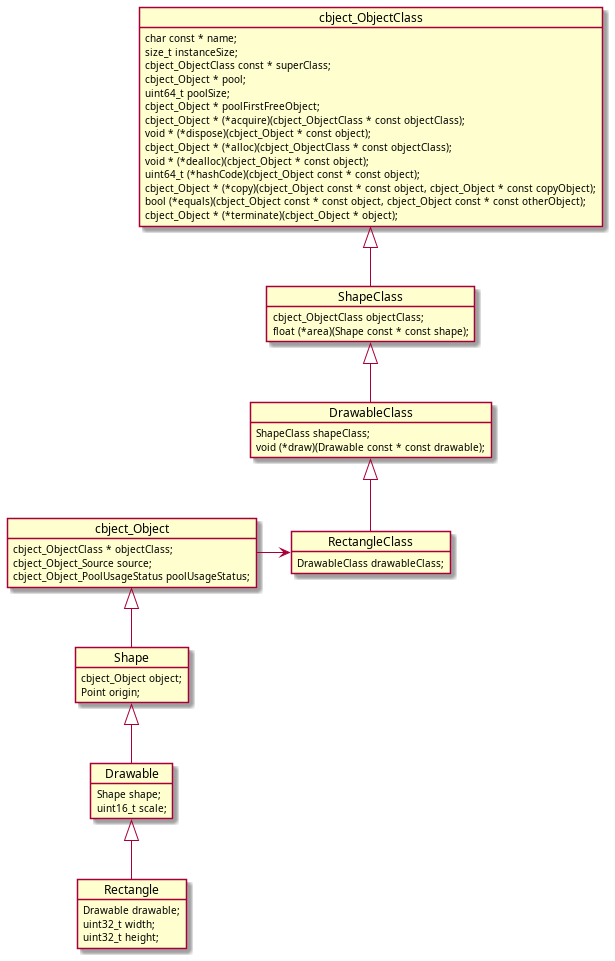 cbject_ObjectClass
char const * name;
size_t instanceSize;
cbject_ObjectClass const * superClass;
cbject_Object * pool;
uint64_t poolSize;
cbject_Object * poolFirstFreeObject;
cbject_Object * (*acquire)(cbject_ObjectClass * const objectClass);
void * (*dispose)(cbject_Object * const object);
cbject_Object * (*alloc)(cbject_ObjectClass * const objectClass);
void * (*dealloc)(cbject_Object * const object);
uint64_t (*hashCode)(cbject_Object const * const object);
cbject_Object * (*copy)(cbject_Object const * const object, cbject_Object * const copyObject);
bool (*equals)(cbject_Object const * const object, cbject_Object const * const otherObject);
cbject_Object * (*terminate)(cbject_Object * object);
ShapeClass
cbject_ObjectClass objectClass;
float (*area)(Shape const * const shape);
DrawableClass
ShapeClass shapeClass;
void (*draw)(Drawable const * const drawable);
cbject_Object
cbject_ObjectClass * objectClass;
cbject_Object_Source source;
cbject_Object_PoolUsageStatus poolUsageStatus;
RectangleClass
DrawableClass drawableClass;
Shape
cbject_Object object;
Point origin;
Drawable
Shape shape;
uint16_t scale;
Rectangle
Drawable drawable;
uint32_t width;
uint32_t height;